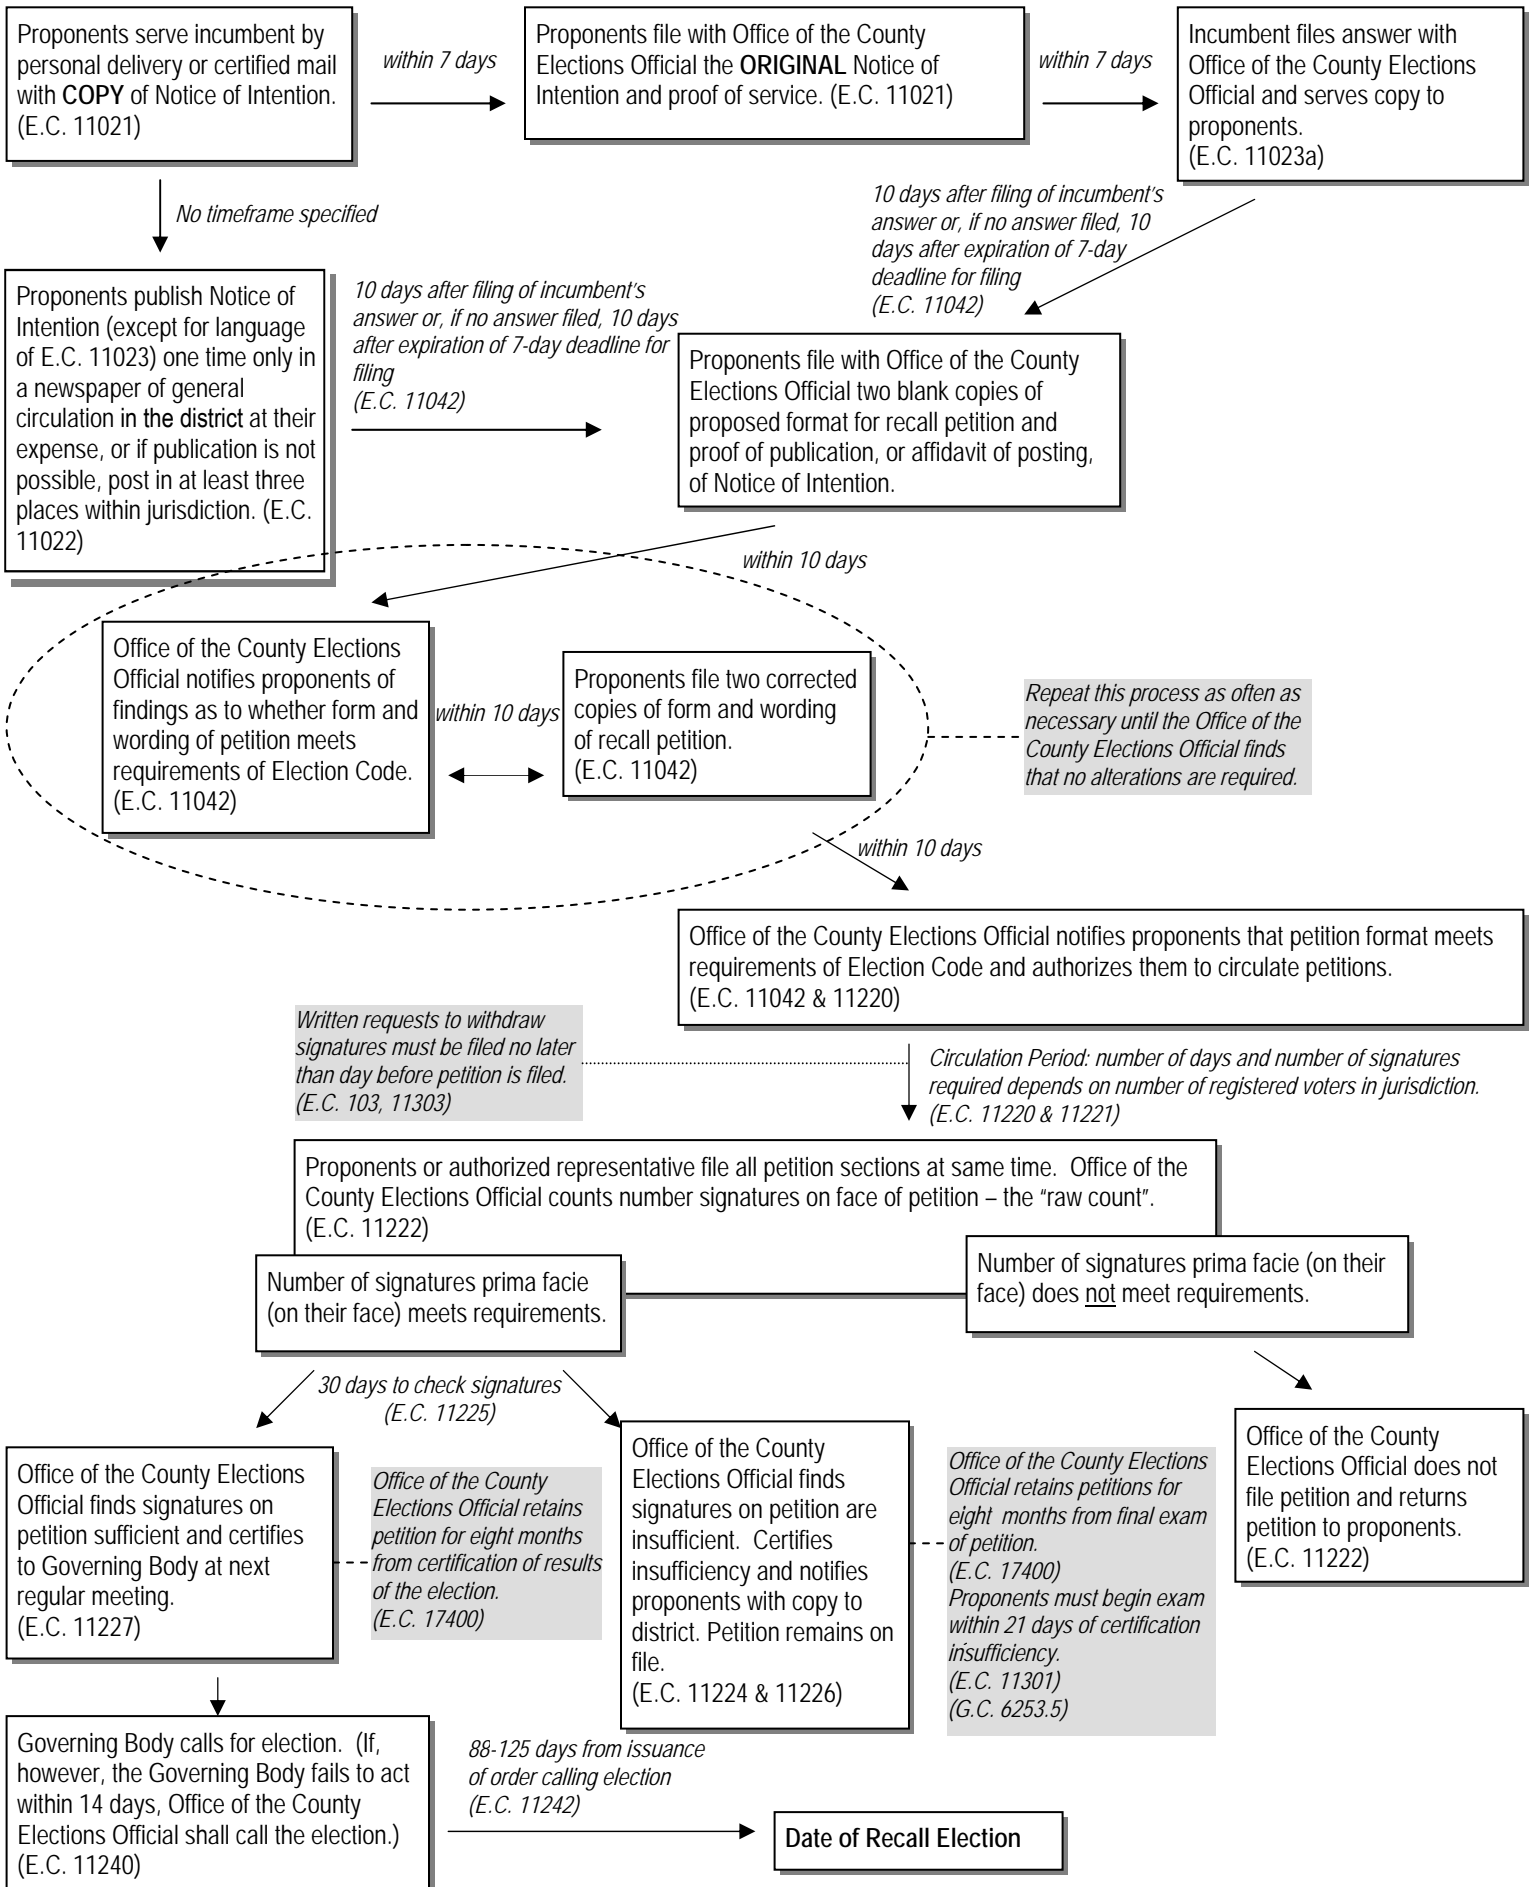 Proponents serve incumbent by
personal delivery or certified mail
with COPY of Notice of Intention.
(E.C. 11021)
within 7 days
Proponents file with Office of the County
Elections Official the ORIGINAL Notice of
Intention and proof of service. (E.C. 11021)
within 7 days
Incumbent files answer with
Office of the County Elections
Official and serves copy to
proponents.
(E.C. 11023a)
No timeframe specified
10 days after filing of incumbent's
answer or, if no answer filed, 10
days after expiration of 7-day
deadline for filing
(E.C. 11042)
Proponents publish Notice of
Intention (except for language
of E.C. 11023) one time only in
a newspaper of general
circulation in the district at their
expense, or if publication is not
possible, post in at least three
places within jurisdiction. (E.C.
11022)
10 days after filing of incumbent's
answer or, if no answer filed, 10 days
after expiration of 7-day deadline for
filing
(E.C. 11042)
Proponents file with Office of the County
Elections Official two blank copies of
proposed format for recall petition and
proof of publication, or affidavit of posting,
of Notice of Intention.
within 10 days
Office of the County Elections
Official notifies proponents of
findings as to whether form and
wording of petition meets
requirements of Election Code.
(E.C. 11042)
within 10 days
Proponents file two corrected
copies of form and wording
of recall petition.
(E.C. 11042)
Repeat this process as often as
necessary until the Office of the
County Elections Official finds
that no alterations are required.
within 10 days
Office of the County Elections Official notifies proponents that petition format meets
requirements of Election Code and authorizes them to circulate petitions.
(E.C. 11042 & 11220)
Written requests to withdraw
signatures must be filed no later
than day before petition is filed.
(E.C. 103, 11303)
Circulation Period: number of days and number of signatures
required depends on number of registered voters in jurisdiction.
(E.C. 11220 & 11221)
Proponents or authorized representative file all petition sections at same time. Office of the
County Elections Official counts number signatures on face of petition – the "raw count".
(E.C. 11222)
Number of signatures prima facie
(on their face) meets requirements.
Number of signatures prima facie (on their
face) does not meet requirements.
30 days to check signatures
(E.C. 11225)
Office of the County Elections
Official finds signatures on
petition sufficient and certifies
to Governing Body at next
regular meeting.
(E.C. 11227)
Office of the County
Elections Official retains
petition for eight months
from certification of results
of the election.
(E.C. 17400)
Office of the County
Elections Official finds
signatures on petition are
insufficient. Certifies
insufficiency and notifies
proponents with copy to
district. Petition remains on
file.
(E.C. 11224 & 11226)
Office of the County Elections
Official retains petitions for
eight months from final exam
of petition.
(E.C. 17400)
Proponents must begin exam
within 21 days of certification
insufficiency.
(E.C. 11301)
(G.C. 6253.5)
Office of the County
Elections Official does not
file petition and returns
petition to proponents.
(E.C. 11222)
Governing Body calls for election. (If,
however, the Governing Body fails to act
within 14 days, Office of the County
Elections Official shall call the election.)
(E.C. 11240)
88-125 days from issuance
of order calling election
(E.C. 11242)
Date of Recall Election